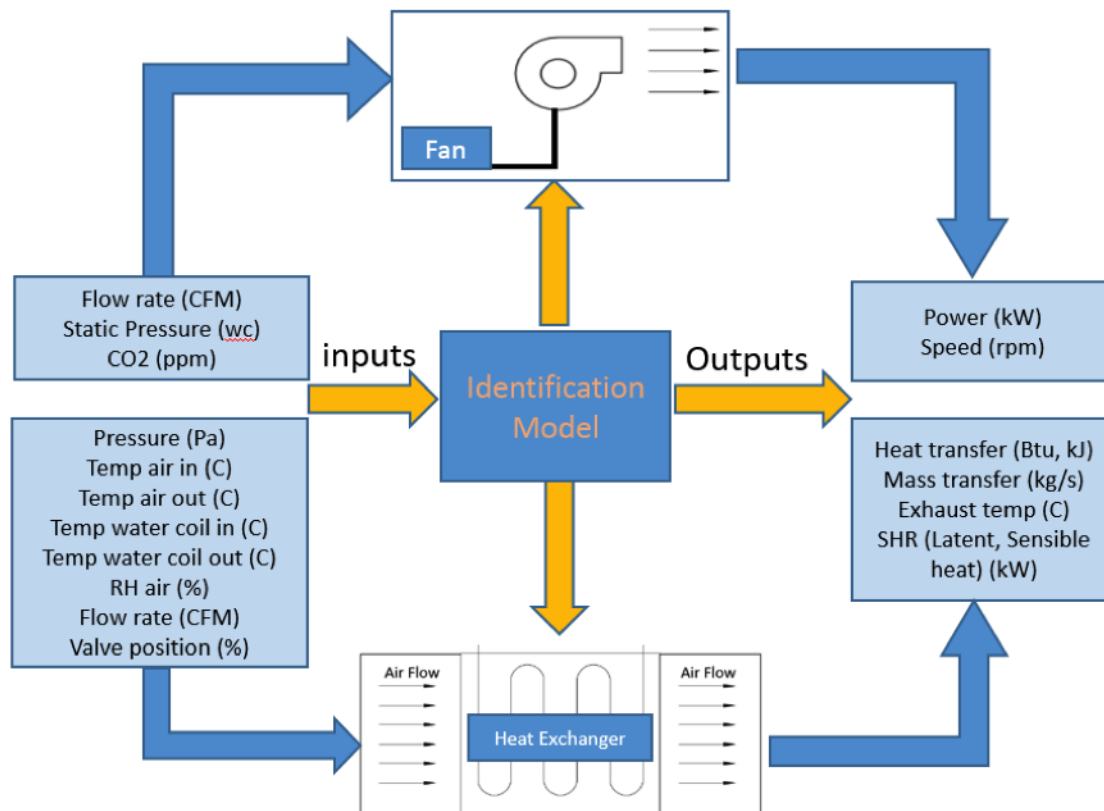 Fan
Flow rate (CFM)
Static Pressure (wc)
CO2 (ppm)
inputs
Identification
Model
Outputs
Power (kW)
Speed (rpm)
Pressure (Pa)
Temp air in (C)
Temp air out (C)
Temp water coil in (C)
Temp water coil out (C)
RH air (%)
Flow rate (CFM)
Valve position (%)
Heat transfer (Btu, kJ)
Mass transfer (kg/s)
Exhaust temp (C)
SHR (Latent, Sensible
heat) (kW)
Air Flow
Heat Exchanger
Air Flow